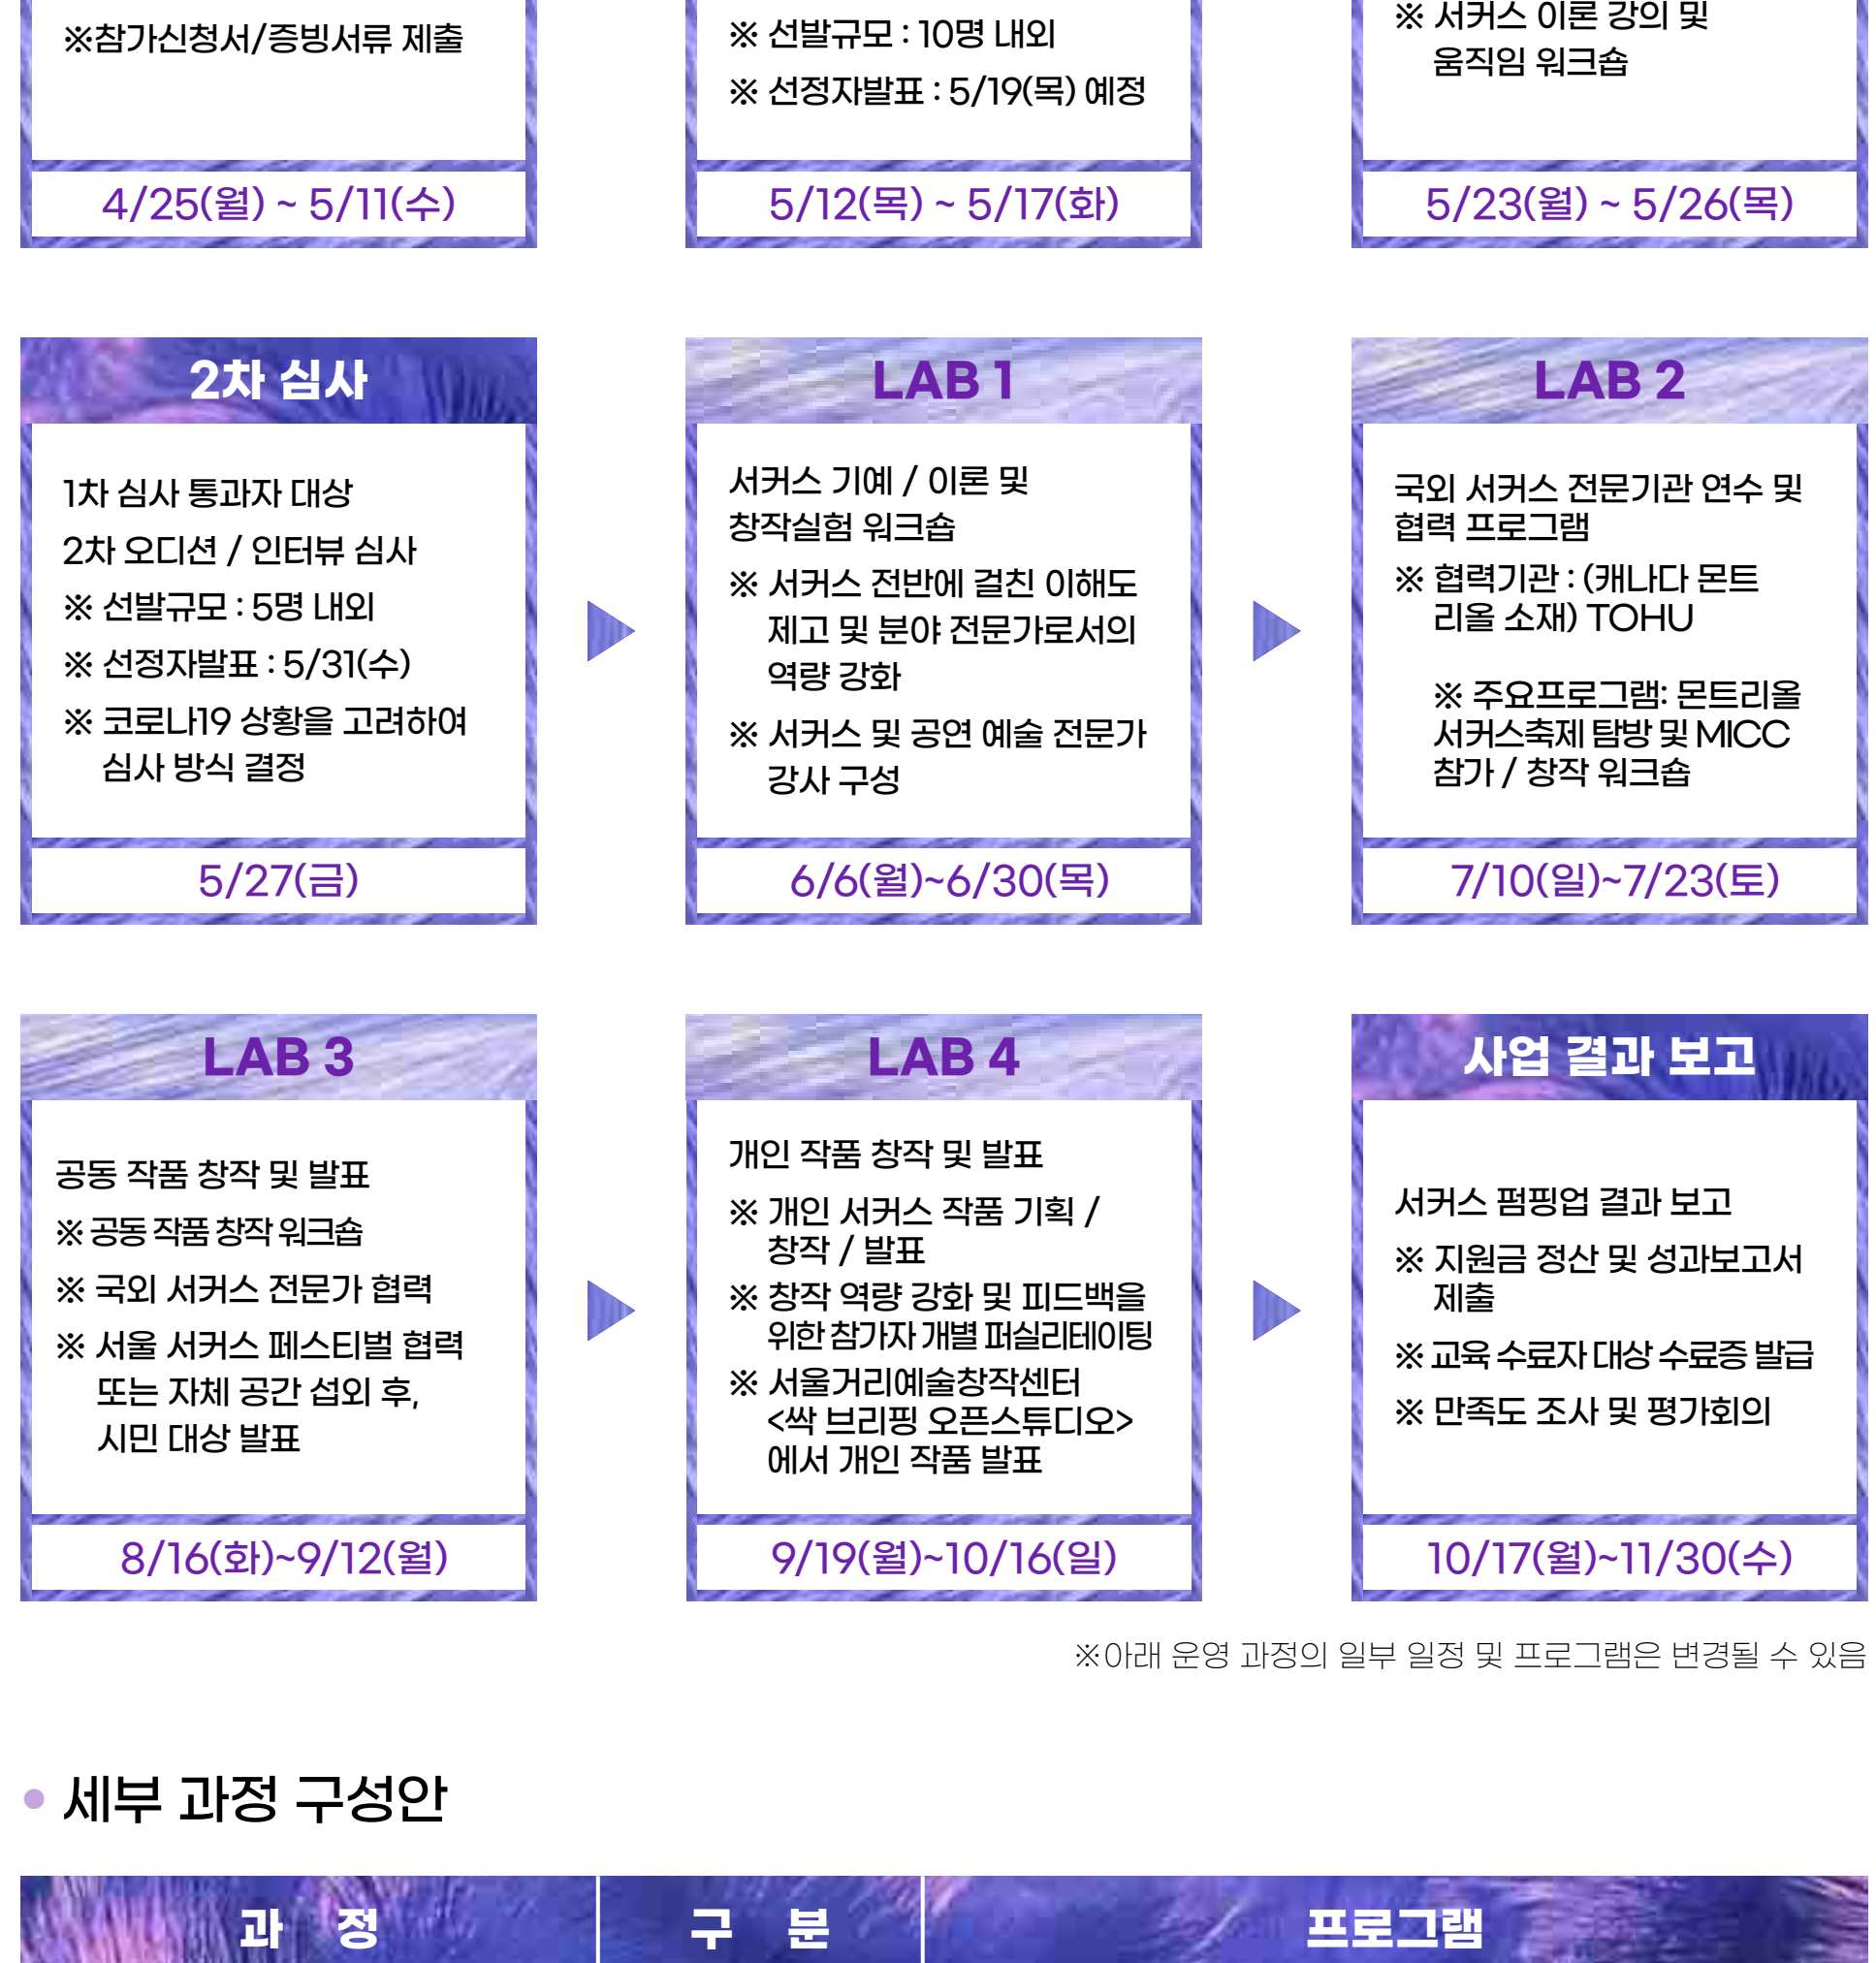 ※참가신청서/증빙서류 제출
4/25(월) ~ 5/11(수)
※ 선발규모 : 10명 내외
※ 선정자발표 : 5/19(목) 예정
5/12(목) ~ 5/17(화)
※ 서커스 이론 강의 및
움직임 워크숍
5/23(월) ~ 5/26(목)
2차 심사
1차 심사 통과자 대상
2차 오디션 / 인터뷰 심사
※ 선발규모 : 5명 내외
※ 선정자발표 : 5/31(수)
※ 코로나19 상황을 고려하여
심사 방식 결정
5/27(금)
LAB 1
서커스 기예 / 이론 및
창작실험 워크숍
※ 서커스 전반에 걸친 이해도
제고 및 분야 전문가로서의
역량 강화
※ 서커스 및 공연 예술 전문가
강사 구성
6/6(월)~6/30(목)
LAB 2
국외 서커스 전문기관 연수 및
협력 프로그램
※ 협력기관 : (캐나다 몬트
리올 소재) TOHU
※ 주요프로그램: 몬트리올
서커스축제 탐방 및 MICC
참가 / 창작 워크숍
7/10(일)~7/23(토)
LAB 3
공동 작품 창작 및 발표
※ 공동 작품 창작 워크숍
※ 국외 서커스 전문가 협력
※ 서울 서커스 페스티벌 협력
또는 자체 공간 섭외 후,
시민 대상 발표
8/16(화)~9/12(월)
LAB 4
개인 작품 창작 및 발표
※ 개인 서커스 작품 기획 /
창작 / 발표
※ 창작 역량 강화 및 피드백을
위한 참가자 개별 퍼실리테이팅
※ 서울거리예술창작센터
<싹 브리핑 오픈스튜디오>
에서 개인 작품 발표
9/19(월)~10/16(일)
사업 결과 보고
서커스 펌핑업 결과 보고
※ 지원금 정산 및 성과보고서
제출
※ 교육 수료자 대상 수료증 발급
※ 만족도 조사 및 평가회의
10/17(월)~11/30(수)
※아래 운영 과정의 일부 일정 및 프로그램은 변경될 수 있음
• 세부 과정 구성안
과 정
구 분
프로그램